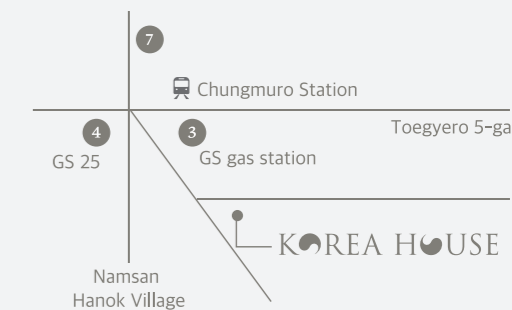 7
Chungmuro Station
Toegyero 5-ga
4
3
GS 25
GS gas station
KOREA HOUSE
Namsan
Hanok Village